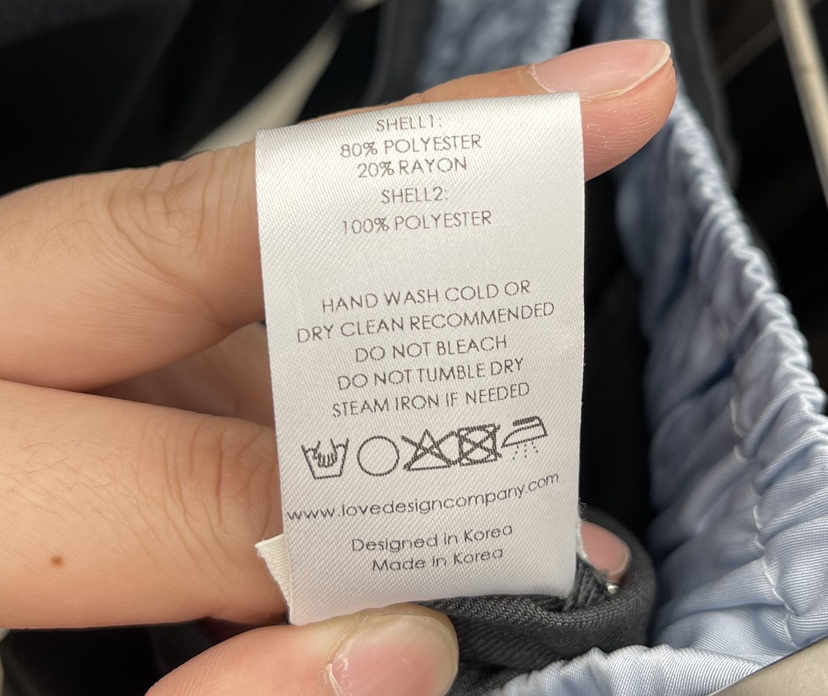 SHELL1:
80% POLYESTER
20% RAYON
SHELL2:
100% POLYESTER
HAND WASH COLD OR
DRY CLEAN RECOMMENDED
DO NOT BLEACH
DO NOT TUMBLE DRY
STEAM IRON IF NEEDED
www.lovedesigncompany.com
Designed in Korea
Made in Korea